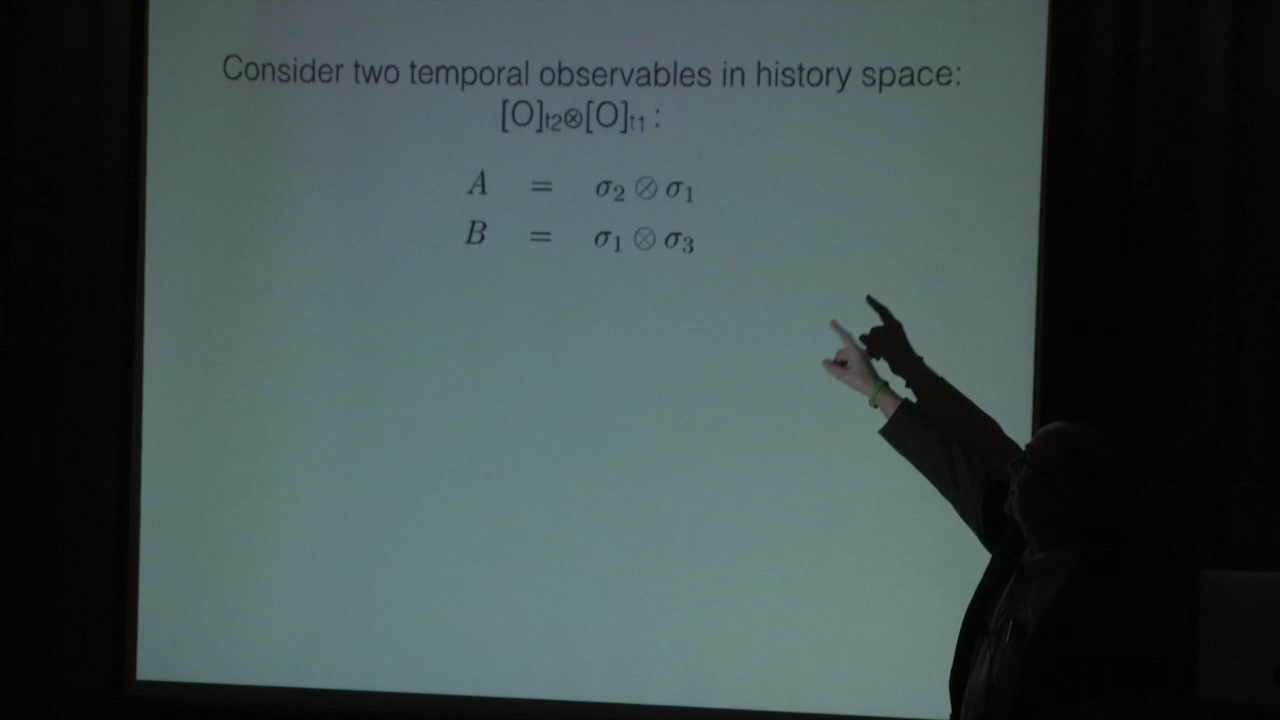 Consider two temporal observables in history space:
[O]t2⊗[O]t1 :
A = σ2 ⊗ σ1
B = σ1 ⊗ σ3